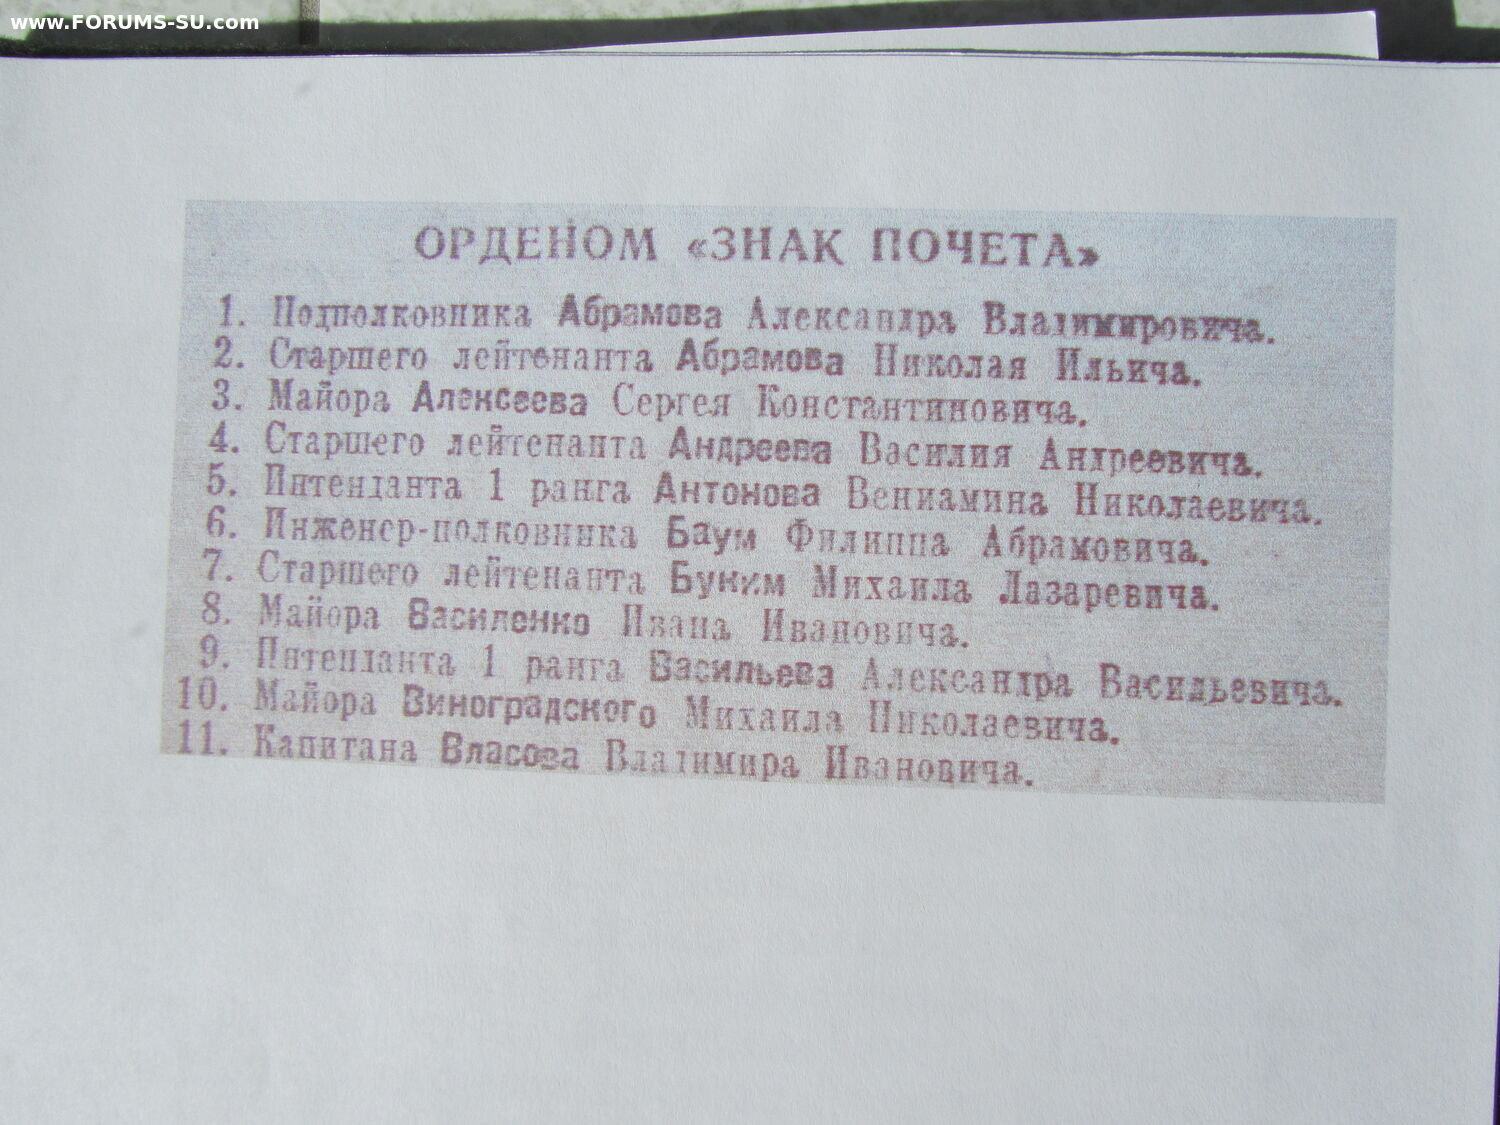 www.FORUMS-SU.com
ОРДЕНОМ «ЗНАК ПОЧЕТА»
1. Подполковника Абрамова Александра Владимировича.
2. Старшего лейтенанта Абрамова Николая Ильича.
3. Майора Алексеева Сергея Константиновича.
4. Старшего лейтенанта Андреева Василия Андреевича.
5. Интенданта 1 ранга Антонова Вениамина Николаевича.
6. Инженер-полковника Баум Филиппа Абрамовича.
7. Старшего лейтенанта Буким Михаила Лазаревича.
8. Майора Василенко Ивана Ивановича.
9. Интенданта 1 ранга Васильева Александра Васильевича.
10. Майора Виноградского Михаила Николаевича.
11. Капитана Власова Владимира Ивановича.